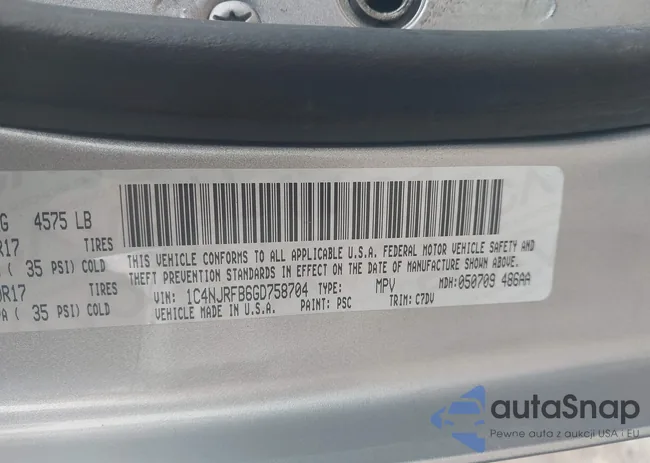 G 4575 LB
R17 TIRES
( 35 PSI) COLD
R17 TIRES
A ( 35 PSI) COLD
THIS VEHICLE CONFORMS TO ALL APPLICABLE U.S.A. FEDERAL MOTOR VEHICLE SAFETY AND
THEFT PREVENTION STANDARDS IN EFFECT ON THE DATE OF MANUFACTURE SHOWN ABOVE.
VIN: 1C4NJRFB6GD758704 TYPE: MPV MDH: 050709 486AA
VEHICLE MADE IN U.S.A. PAINT: PSC TRIM: C7DV
autoSnap
Pewne auta z aukcji USA i EU